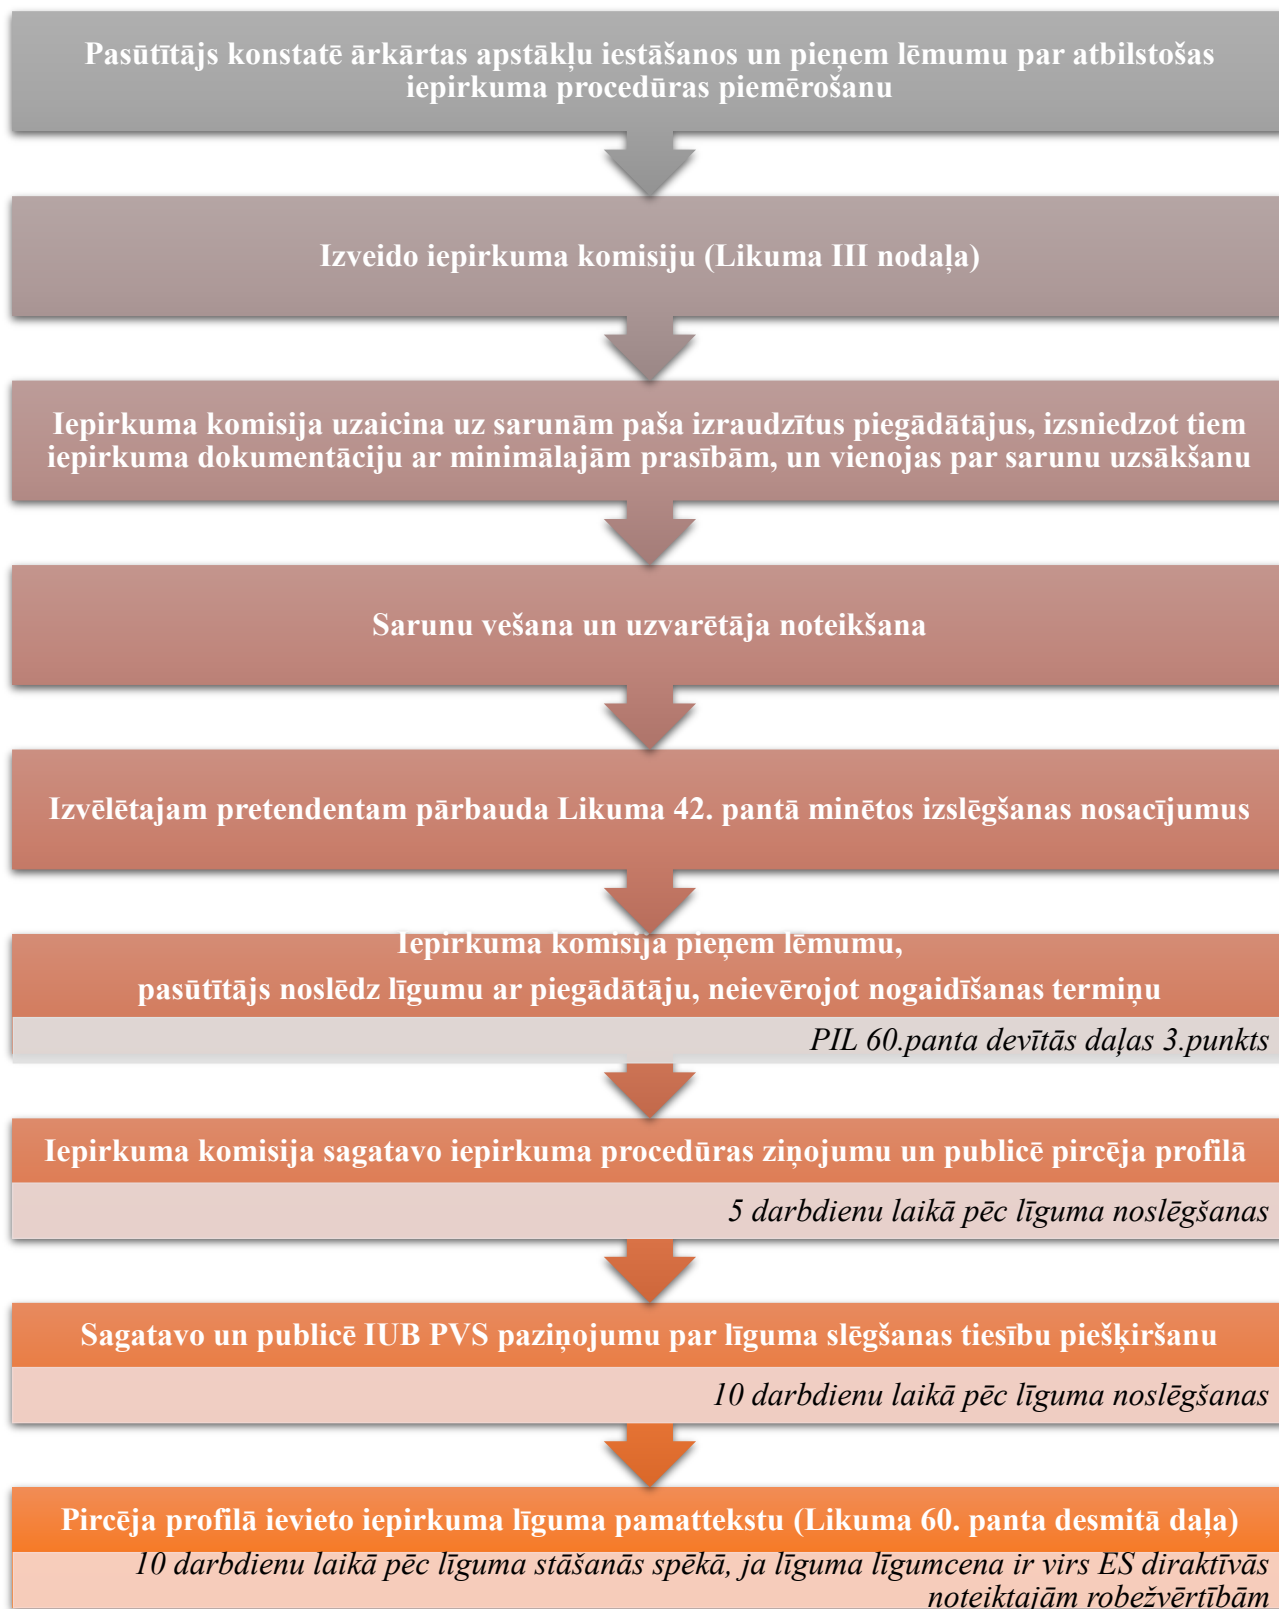 Pasūtītājs konstatē ārkārtas apstākļu iestāšanos un pieņem lēmumu par atbilstošas
iepirkuma procedūras piemērošanu
Izveido iepirkuma komisiju (Likuma III nodaļa)
Iepirkuma komisija uzaicina uz sarunām paša izraudzītus piegādātājus, izsniedzot tiem
iepirkuma dokumentāciju ar minimālajām prasībām, un vienojas par sarunu uzsākšanu
Sarunu vešana un uzvarētāja noteikšana
Izvēlētajam pretendentam pārbauda Likuma 42. pantā minētos izslēgšanas nosacījumus
Iepirkuma komisija pieņem lēmumu,
pasūtītājs noslēdz līgumu ar piegādātāju, neievērojot nogaidīšanas termiņu
PIL 60.panta devītās daļas 3.punkts
Iepirkuma komisija sagatavo iepirkuma procedūras ziņojumu un publicē pircēja profilā
5 darbdienu laikā pēc līguma noslēgšanas
Sagatavo un publicē IUB PVS paziņojumu par līguma slēgšanas tiesību piešķiršanu
10 darbdienu laikā pēc līguma noslēgšanas
Pircēja profilā ievieto iepirkuma līguma pamattekstu (Likuma 60. panta desmitā daļa)
10 darbdienu laikā pēc līguma stāšanās spēkā, ja līguma līgumcena ir virs ES diraktīvās
noteiktajām robežvērtībām